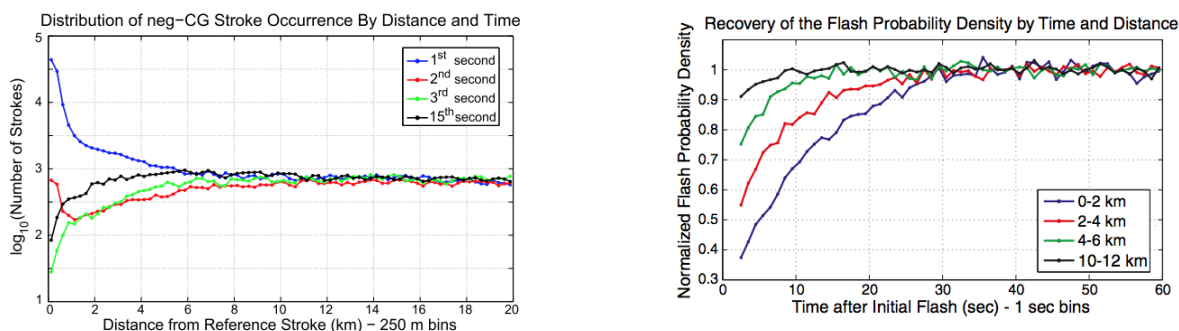 Distribution of neg−CG Stroke Occurrence By Distance and Time
log10(Number of Strokes)
5
4
3
2
1
1st second
2nd second
3rd second
15th second
0 2 4 6 8 10 12 14 16 18 20
Distance from Reference Stroke (km) − 250 m bins
Recovery of the Flash Probability Density by Time and Distance
Normalized Flash Probability Density
1
0.9
0.8
0.7
0.6
0.5
0.4
0.3
0-2 km
2-4 km
4-6 km
10-12 km
0 10 20 30 40 50 60
Time after Initial Flash (sec) - 1 sec bins